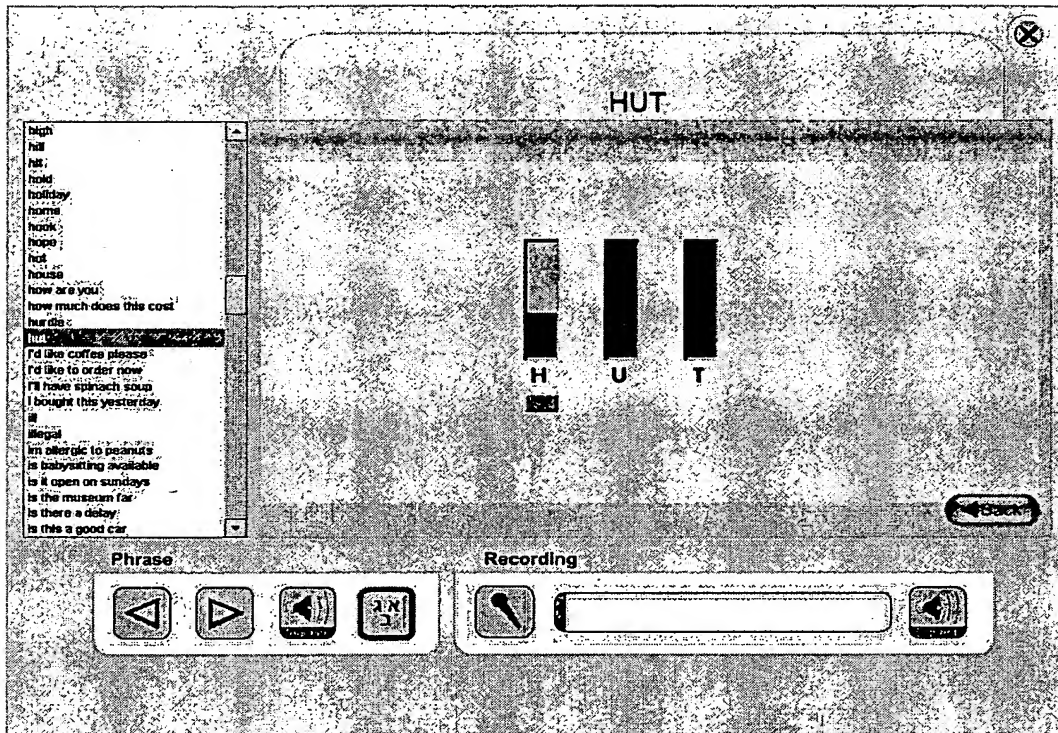 HUT
high
hill
hit
hold
holiday
home
hook
hope
hot
house
how are you
how much does this cost
hurdle
hut
I'd like coffee please
I'd like to order now
I'll have spinach soup
I bought this yesterday
ill
illegal
im allergic to peanuts
is babysitting available
is it open on sundays
is the museum far
is there a delay
is this a good car
H U T
Back
Phrase
Recording
א ג
ב